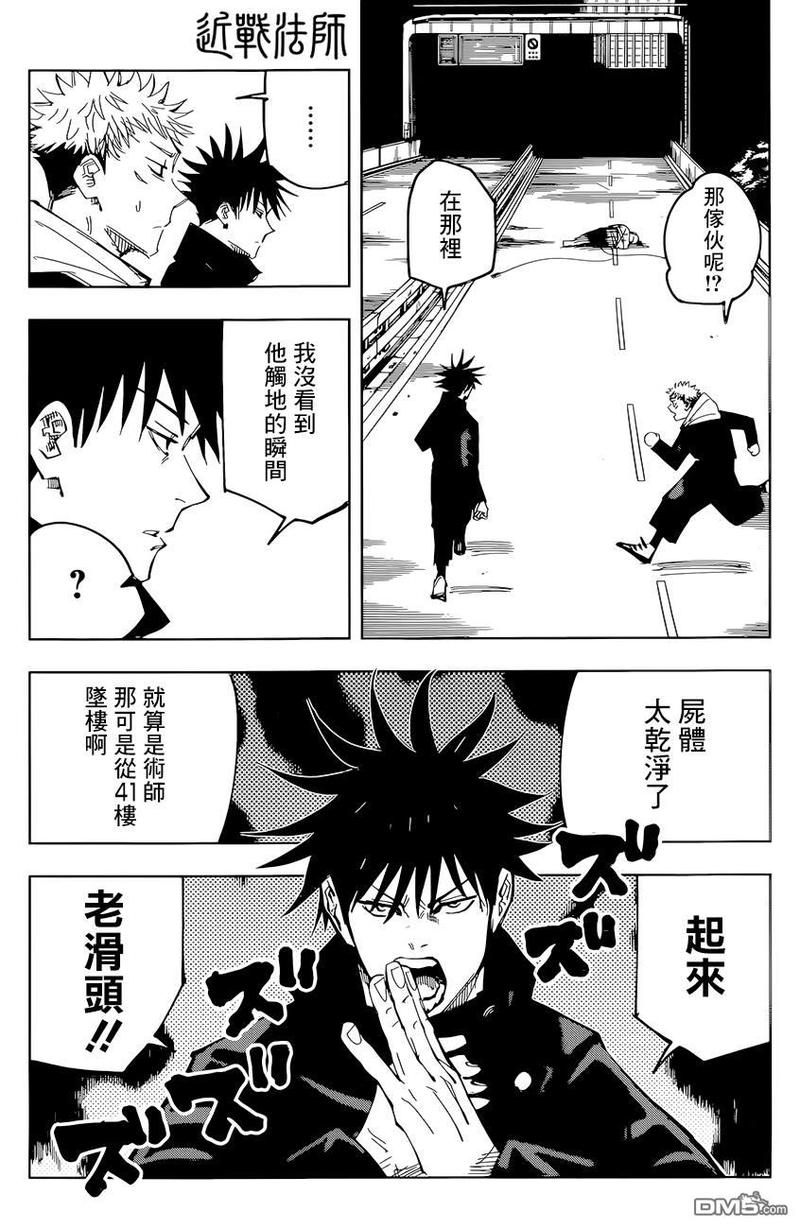 近戰法師
那傢伙呢!?
在那裡
……
我沒看到
他觸地的瞬間
?
屍體
太乾淨了
就算是術師
那可是從41樓
墜樓啊
起來
老滑頭!!
ズズ
ズズズ
DM5.com